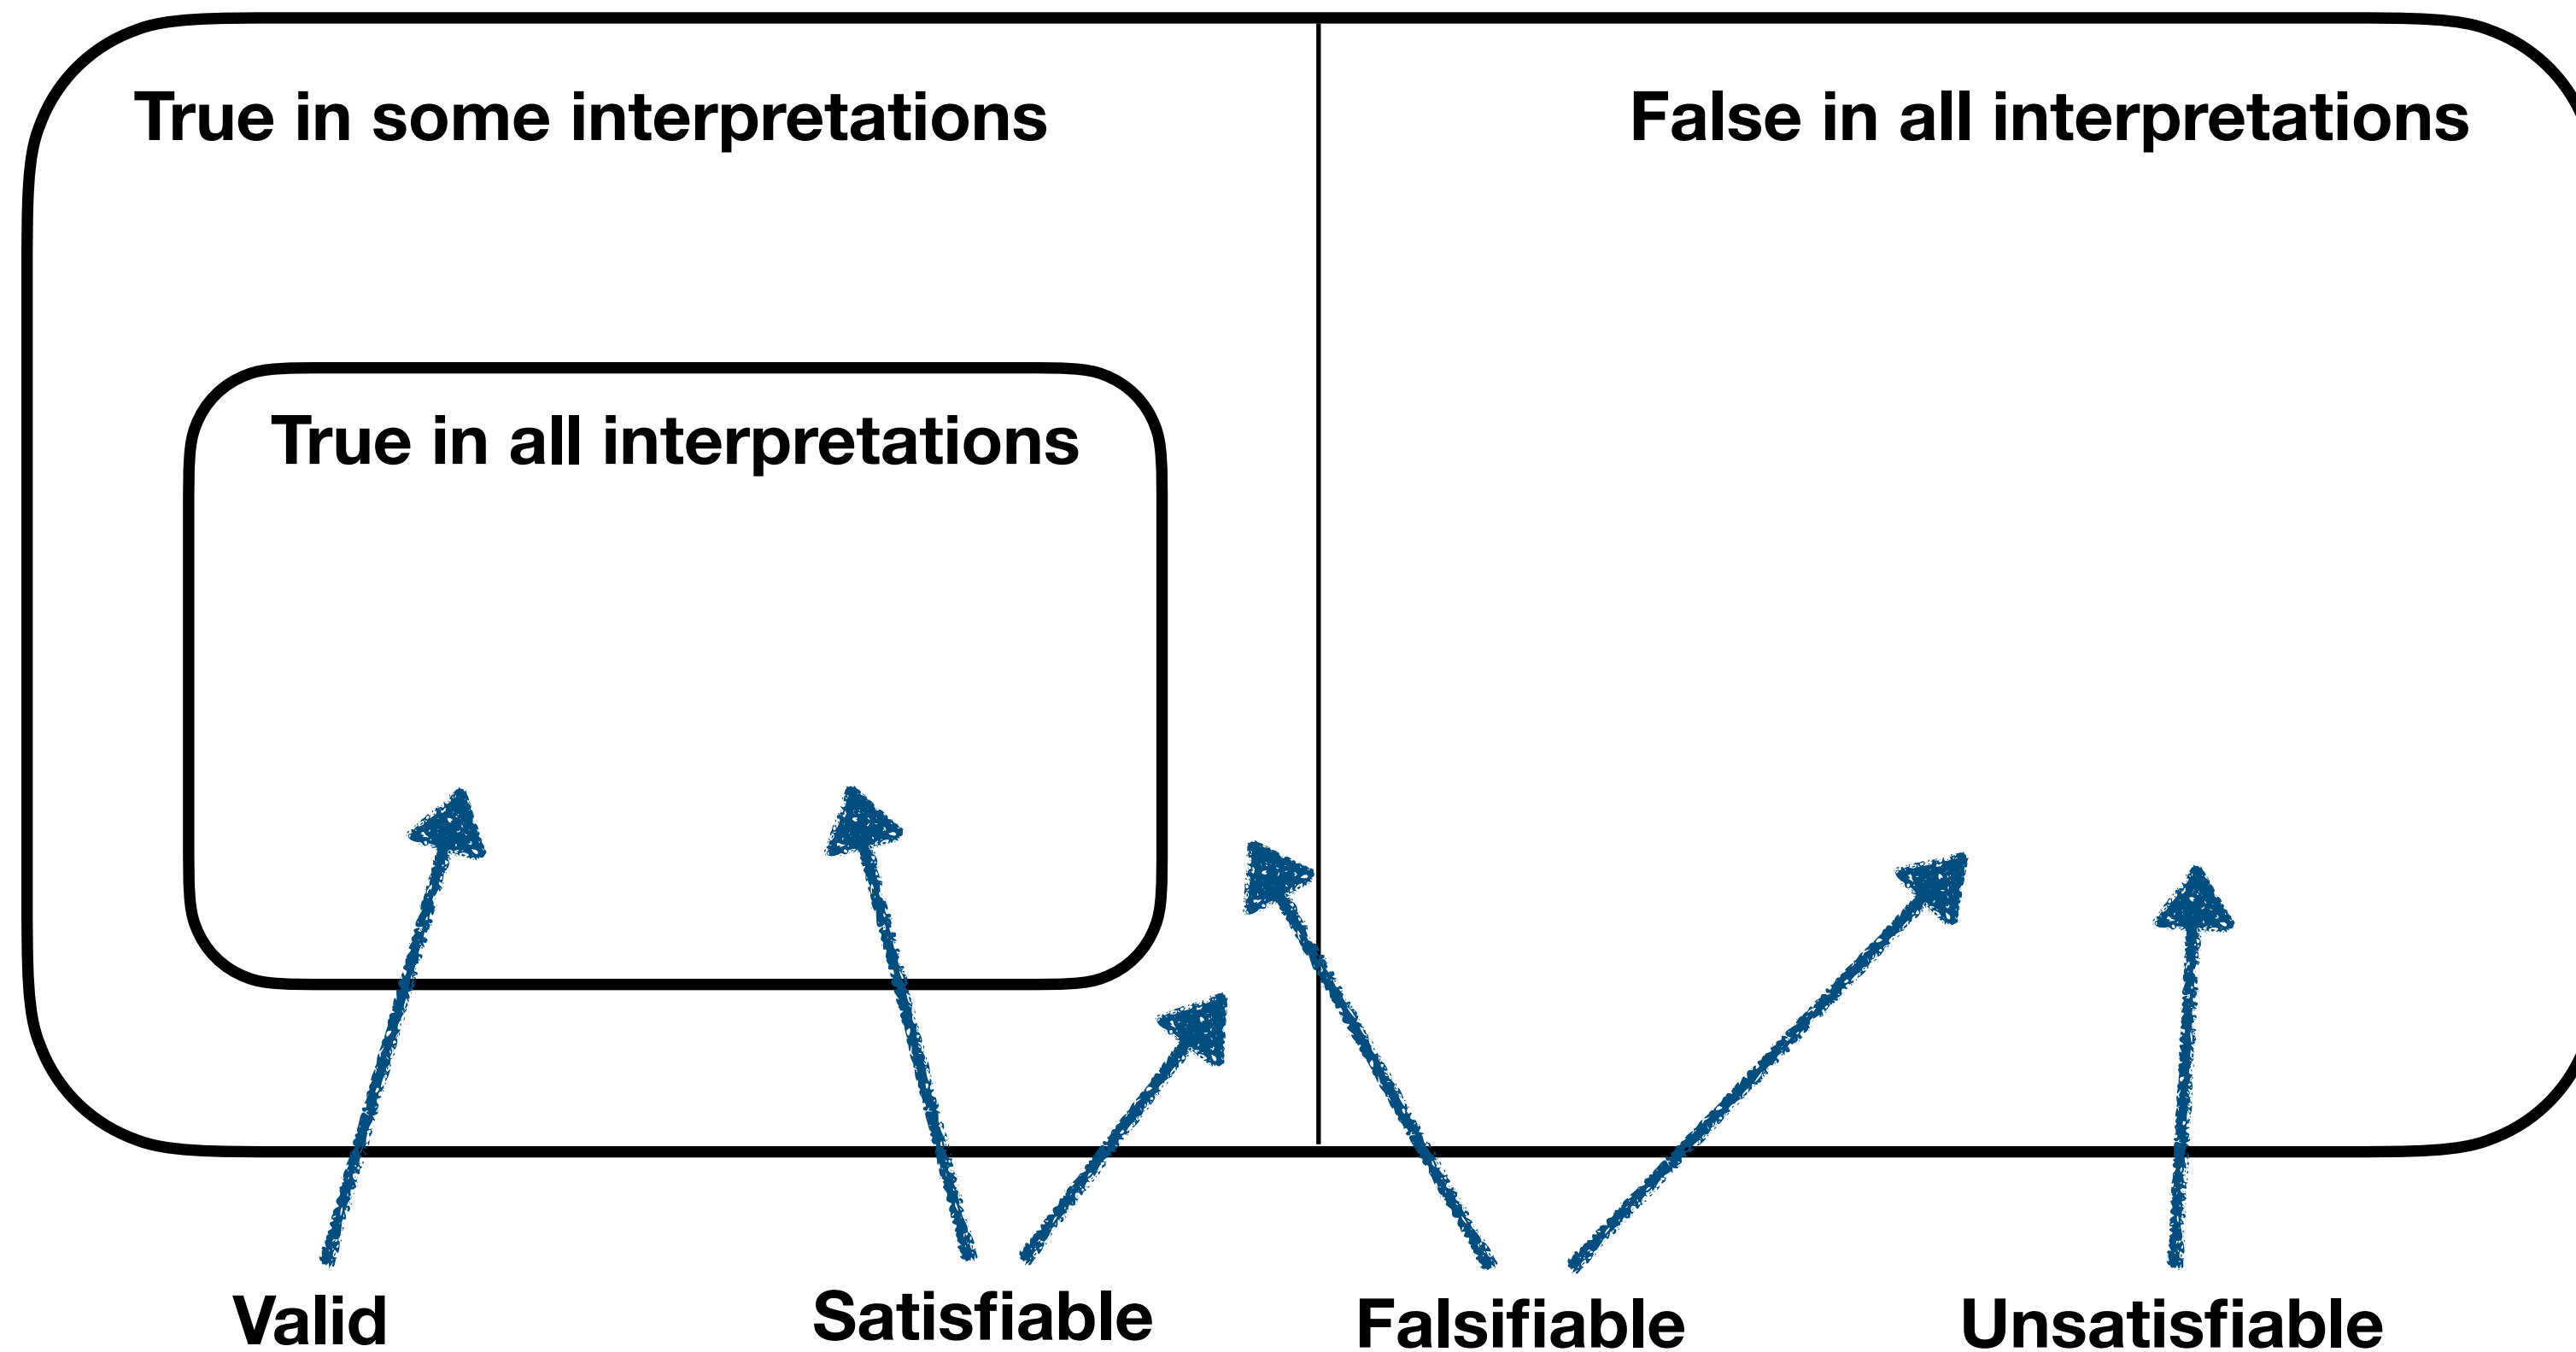 True in some interpretations
False in all interpretations
True in all interpretations
Valid
Satisfiable
Falsifiable
Unsatisfiable